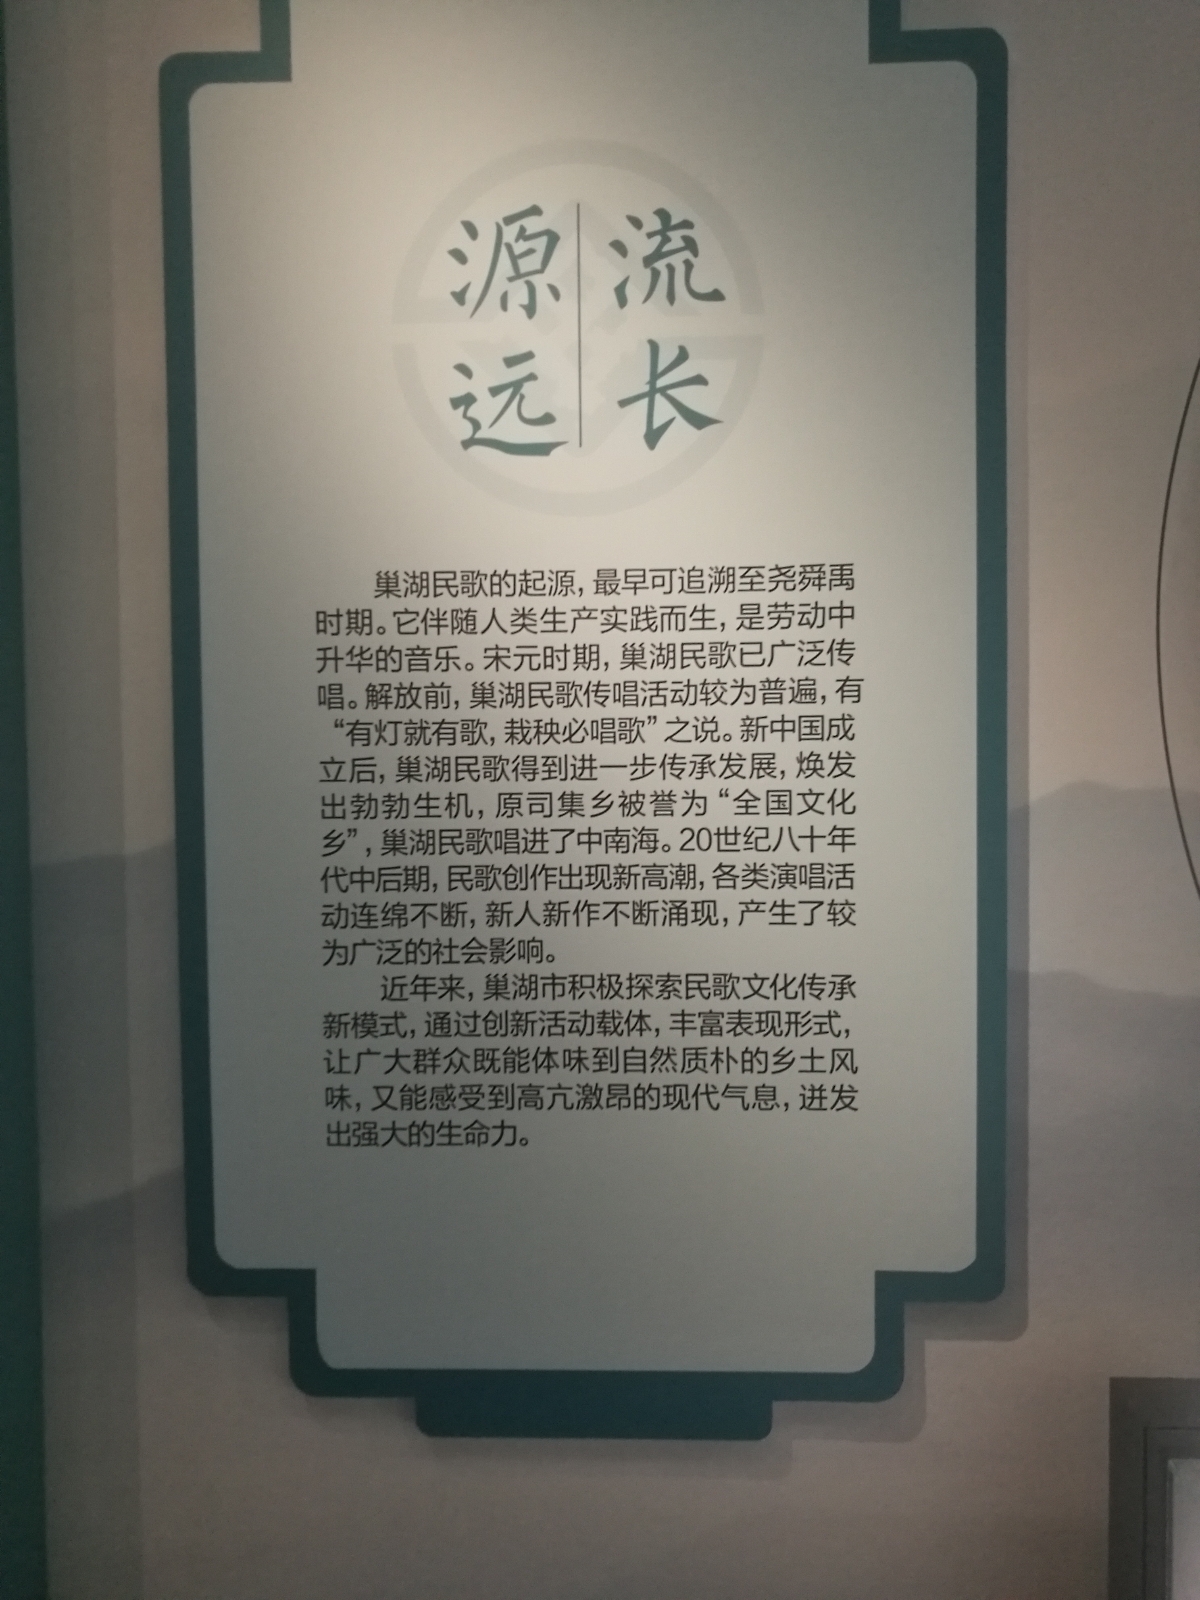 源远
流长
巢湖民歌的起源，最早可追溯至尧舜禹
时期。它伴随人类生产实践而生，是劳动中
升华的音乐。宋元时期，巢湖民歌已广泛传
唱。解放前，巢湖民歌传唱活动较为普遍，有
“有灯就有歌，栽秧必唱歌”之说。新中国成
立后，巢湖民歌得到进一步传承发展，焕发
出勃勃生机，原司集乡被誉为“全国文化
乡”，巢湖民歌唱进了中南海。20世纪八十年
代中后期，民歌创作出现新高潮，各类演唱活
动连绵不断，新人新作不断涌现，产生了较
为广泛的社会影响。
近年来，巢湖市积极探索民歌文化传承
新模式，通过创新活动载体，丰富表现形式，
让广大群众既能体味到自然质朴的乡土风
味，又能感受到高亢激昂的现代气息，迸发
出强大的生命力。